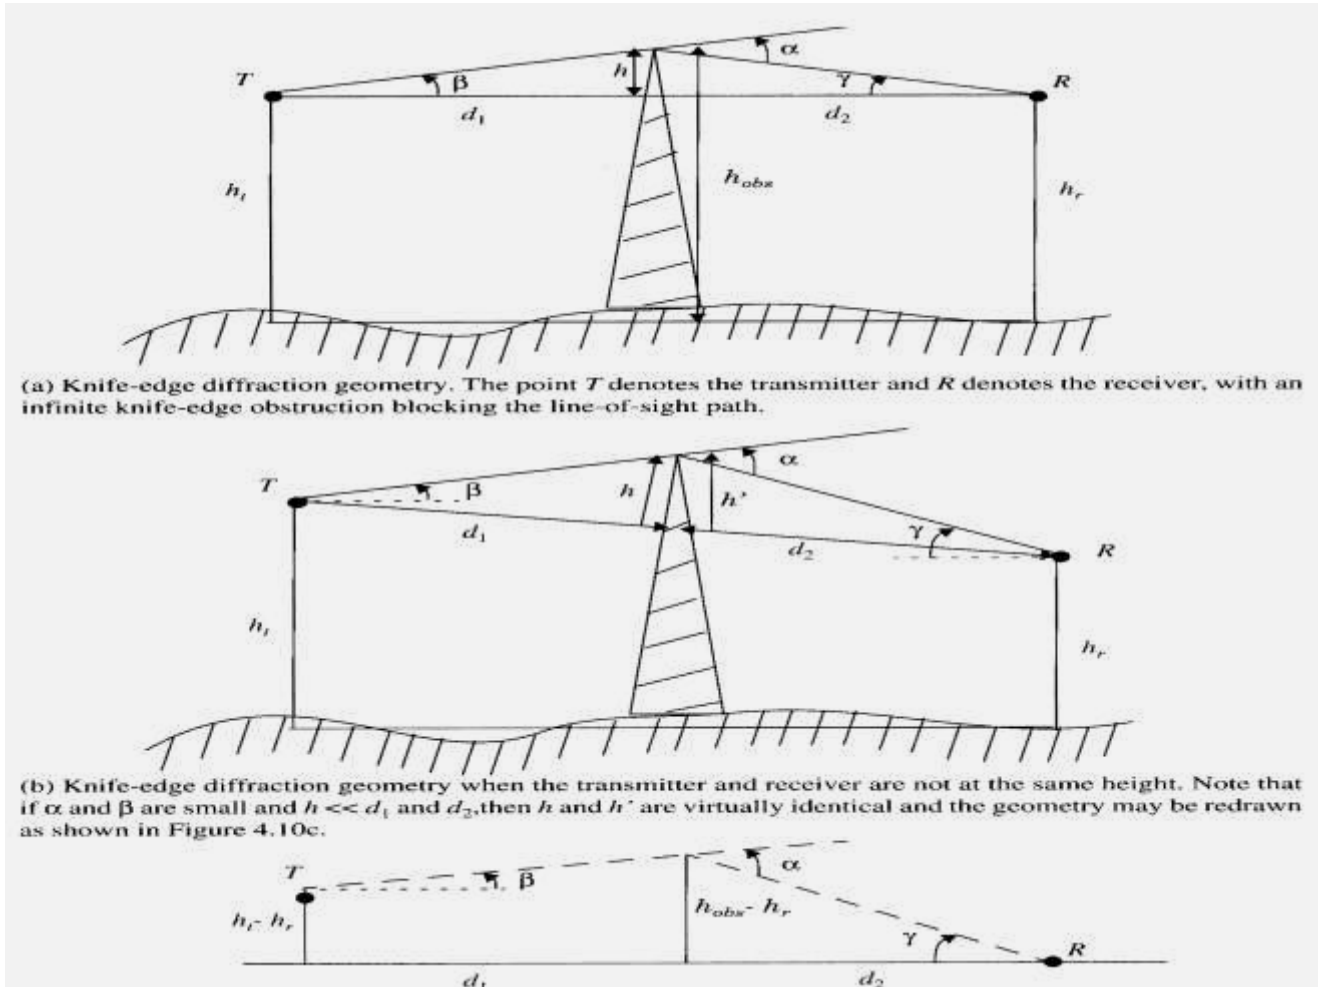 α
h
T β γ R
d₁ d₂
hₜ h_obs hᵣ
(a) Knife-edge diffraction geometry. The point T denotes the transmitter and R denotes the receiver, with an
infinite knife-edge obstruction blocking the line-of-sight path.
α
T β h h’
d₁ γ
d₂ R
hₜ
hᵣ
(b) Knife-edge diffraction geometry when the transmitter and receiver are not at the same height. Note that
if α and β are small and h << d₁ and d₂,then h and h’ are virtually identical and the geometry may be redrawn
as shown in Figure 4.10c.
T β α
hₜ- hᵣ h_obs- hᵣ
γ R
d₁ d₂